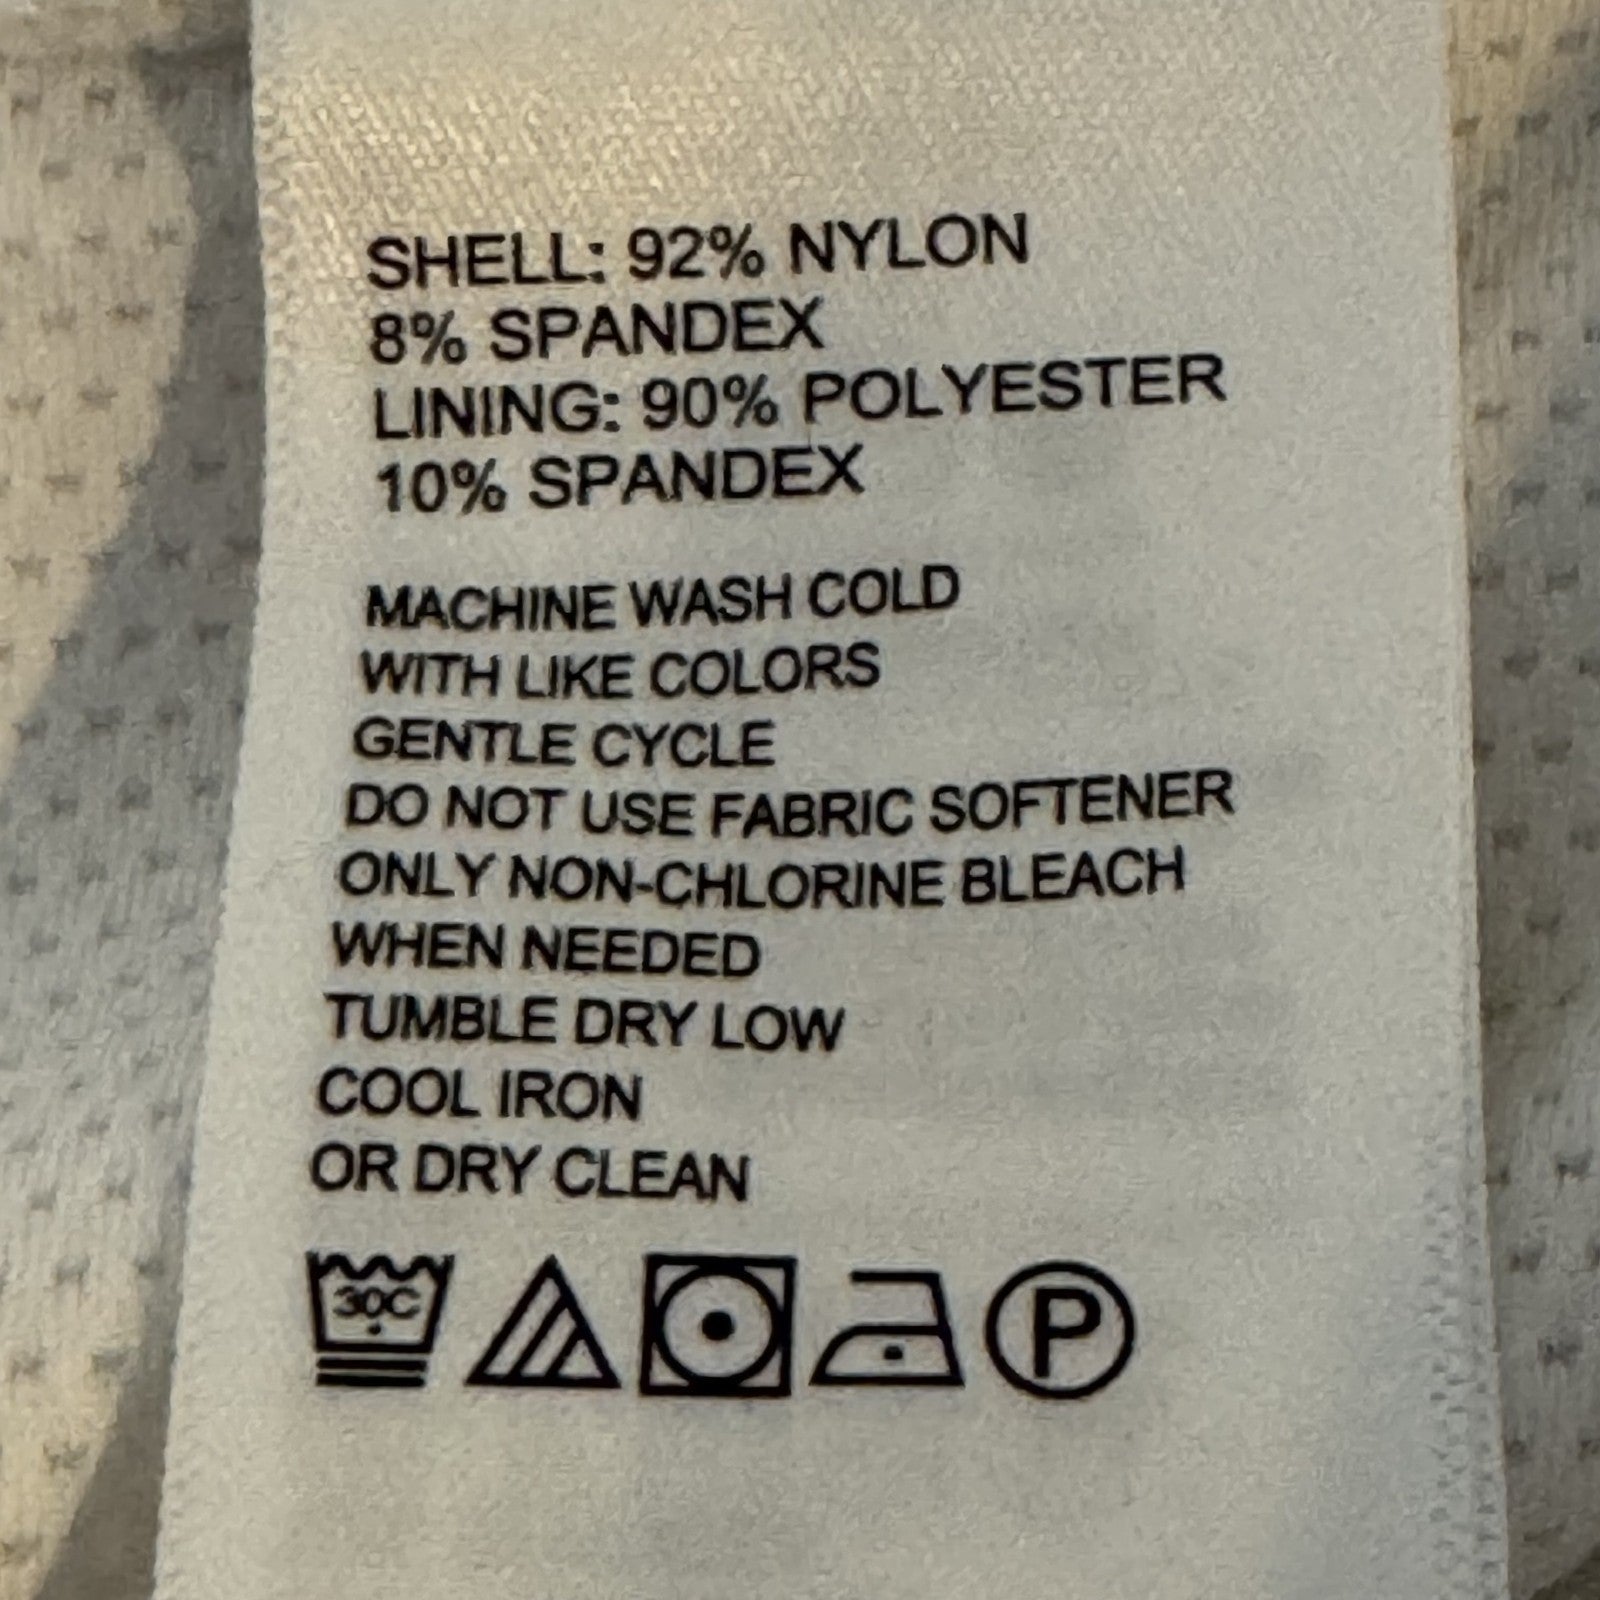 SHELL: 92% NYLON
8% SPANDEX
LINING: 90% POLYESTER
10% SPANDEX
MACHINE WASH COLD
WITH LIKE COLORS
GENTLE CYCLE
DO NOT USE FABRIC SOFTENER
ONLY NON-CHLORINE BLEACH
WHEN NEEDED
TUMBLE DRY LOW
COOL IRON
OR DRY CLEAN
30C P